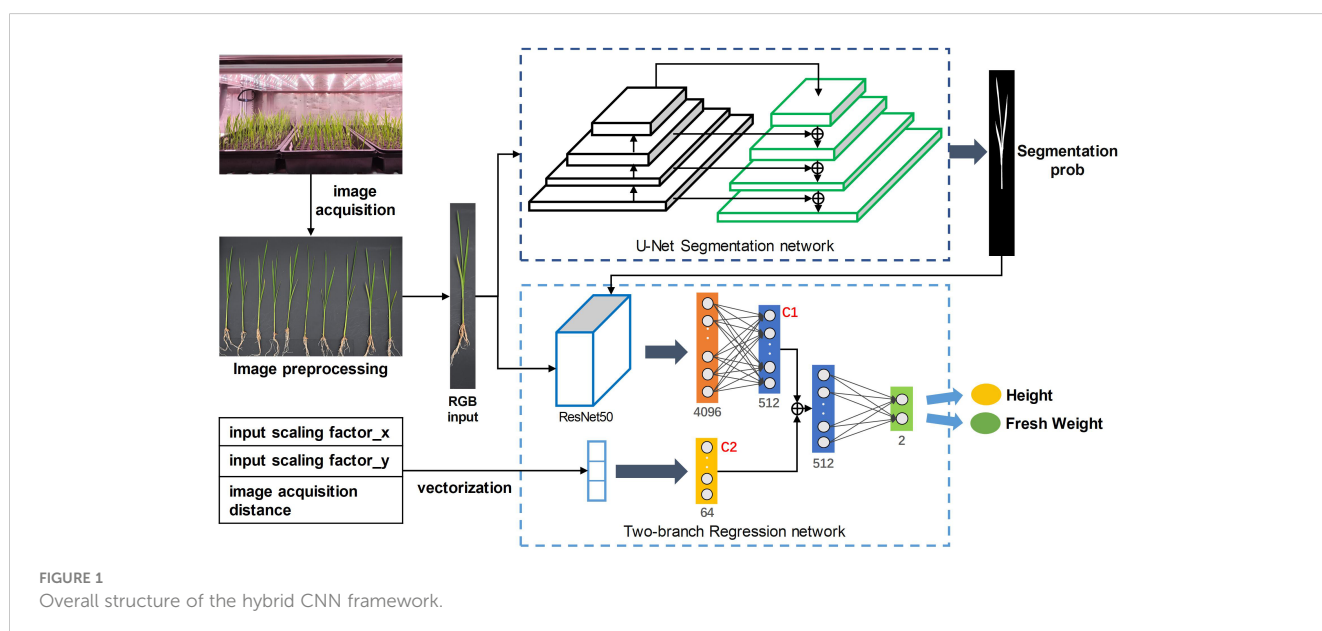 image
acquisition
Image preprocessing
RGB
input
U-Net Segmentation network
Segmentation
prob
ResNet50
4096
C1
512
512
2
Height
Fresh Weight
input scaling factor_x
input scaling factor_y
image acquisition
distance
vectorization
C2
64
Two-branch Regression network
FIGURE 1
Overall structure of the hybrid CNN framework.